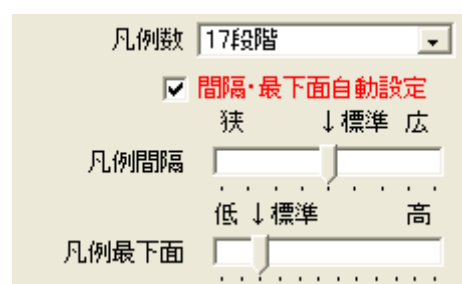 凡例数 17段階
間隔・最下面自動設定
狭 ↓標準 広
凡例間隔
低 ↓標準 高
凡例最下面